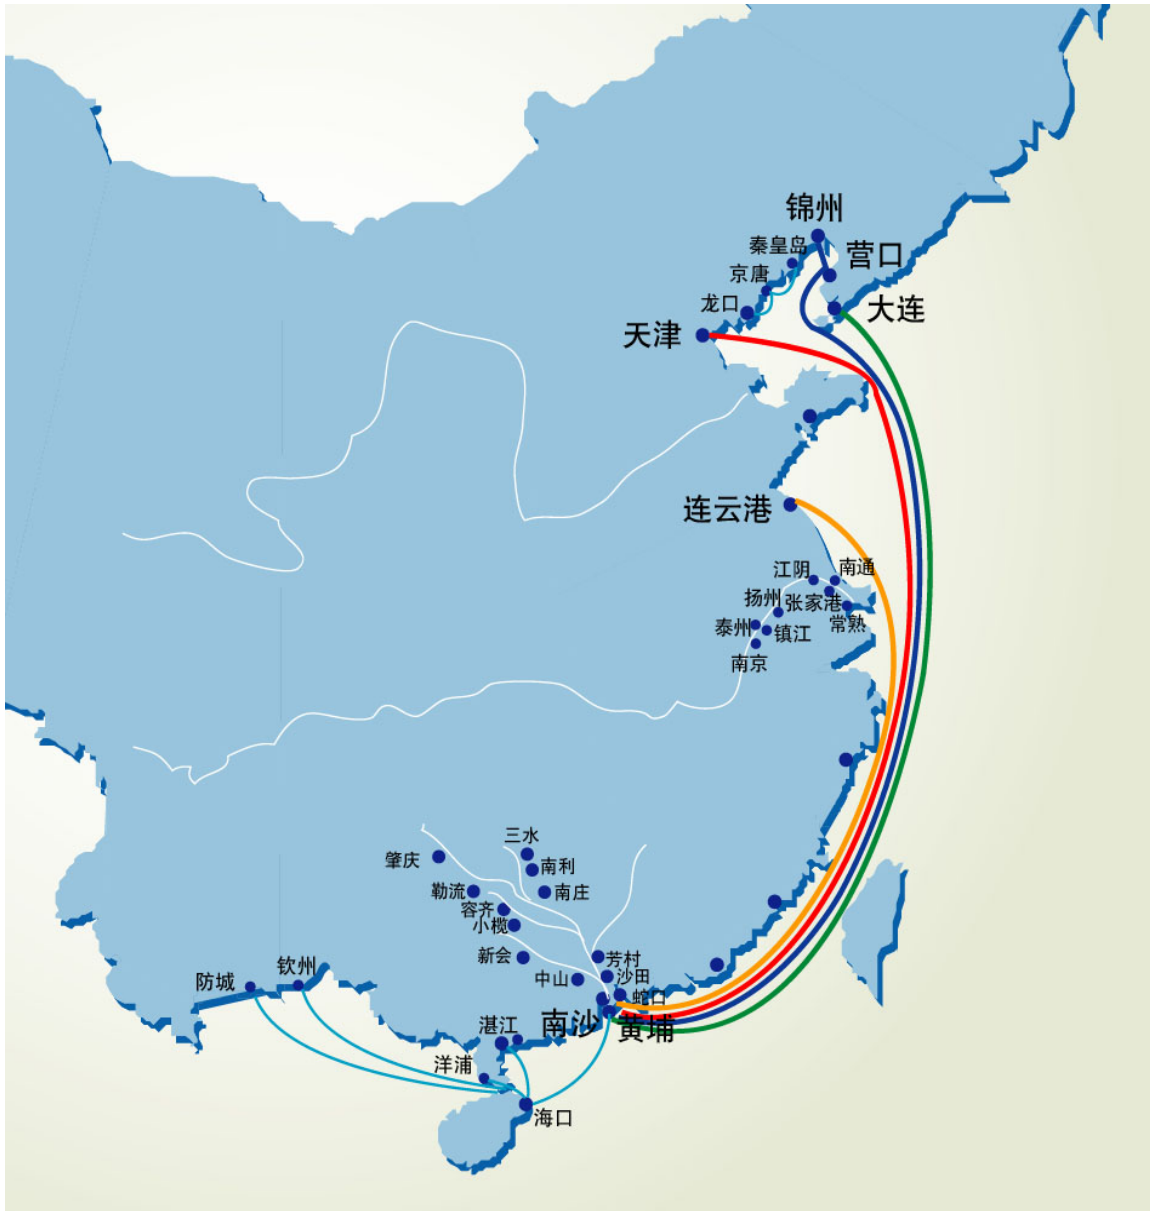 锦州
秦皇岛
营口
京唐
龙口
大连
天津
连云港
江阴
南通
扬州
张家港
常熟
泰州
镇江
南京
三水
肇庆
南利
勒流
南庄
容齐
小榄
新会
芳村
中山
沙田
防城
钦州
蛇口
湛江
南沙
黄埔
洋浦
海口